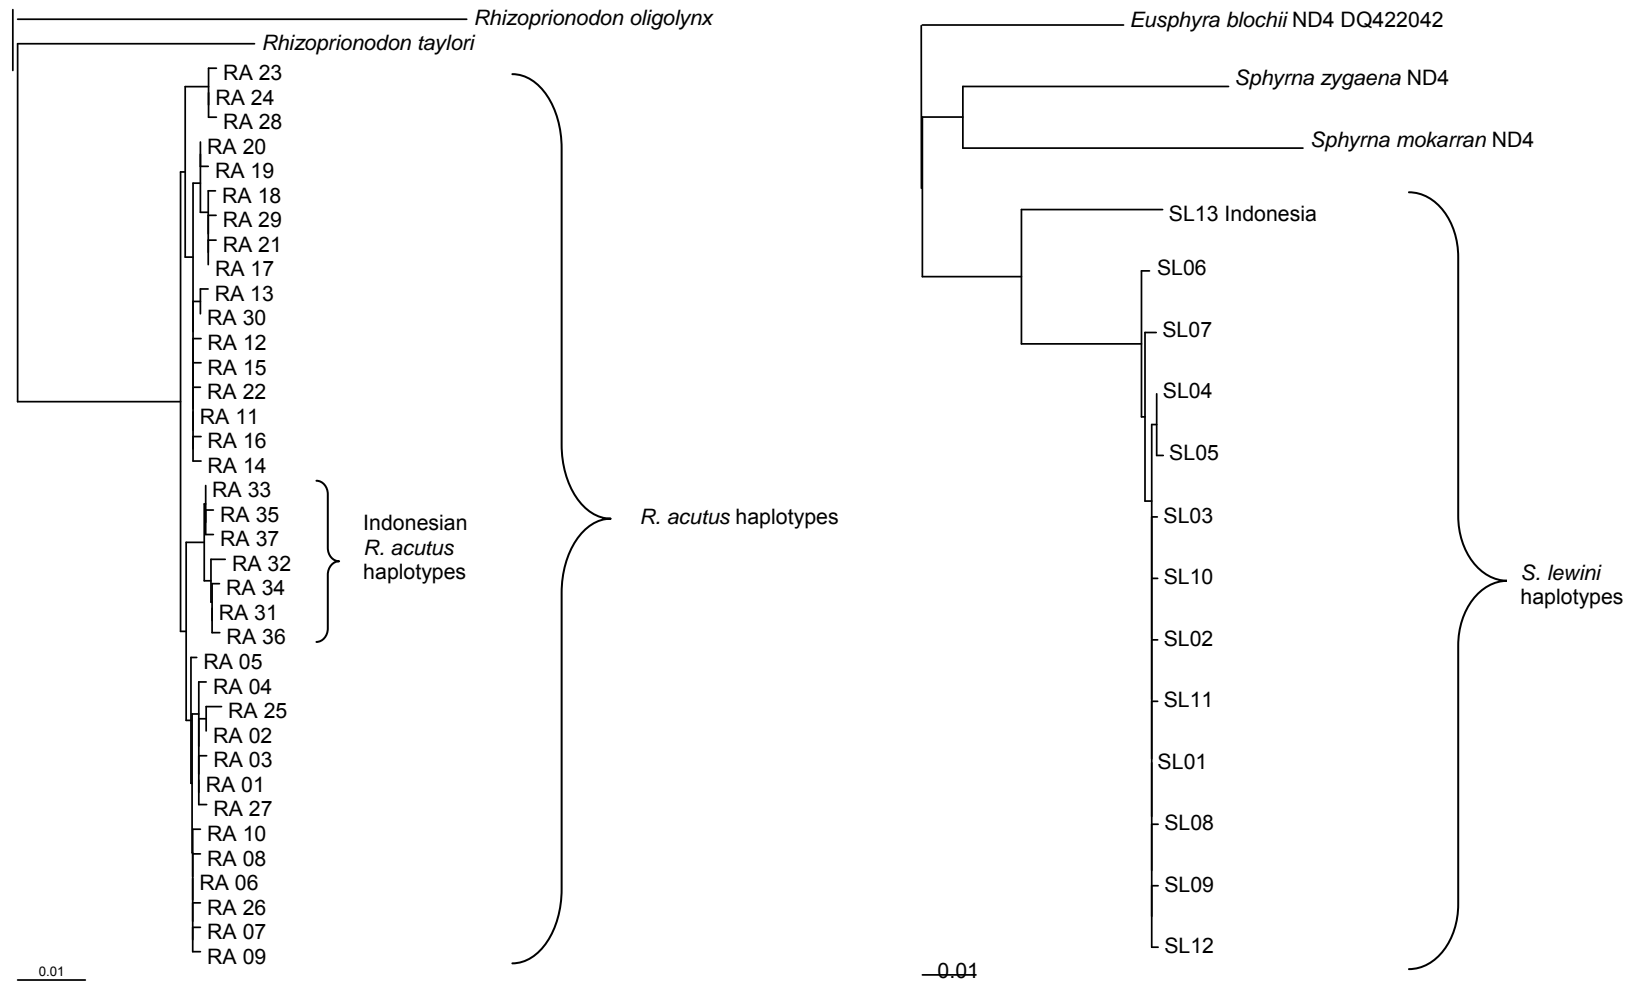 Rhizoprionodon oligolynx
Rhizoprionodon taylori
RA 23
RA 24
RA 28
RA 20
RA 19
RA 18
RA 29
RA 21
RA 17
RA 13
RA 30
RA 12
RA 15
RA 22
RA 11
RA 16
RA 14
RA 33
RA 35
RA 37
RA 32
RA 34
RA 31
RA 36
RA 05
RA 04
RA 25
RA 02
RA 03
RA 01
RA 27
RA 10
RA 08
RA 06
RA 26
RA 07
RA 09
Indonesian
R. acutus
haplotypes
R. acutus haplotypes
0.01
Eusphyra blochii ND4 DQ422042
Sphyrna zygaena ND4
Sphyrna mokarran ND4
SL13 Indonesia
SL06
SL07
SL04
SL05
SL03
SL10
SL02
SL11
SL01
SL08
SL09
SL12
S. lewini
haplotypes
0.01